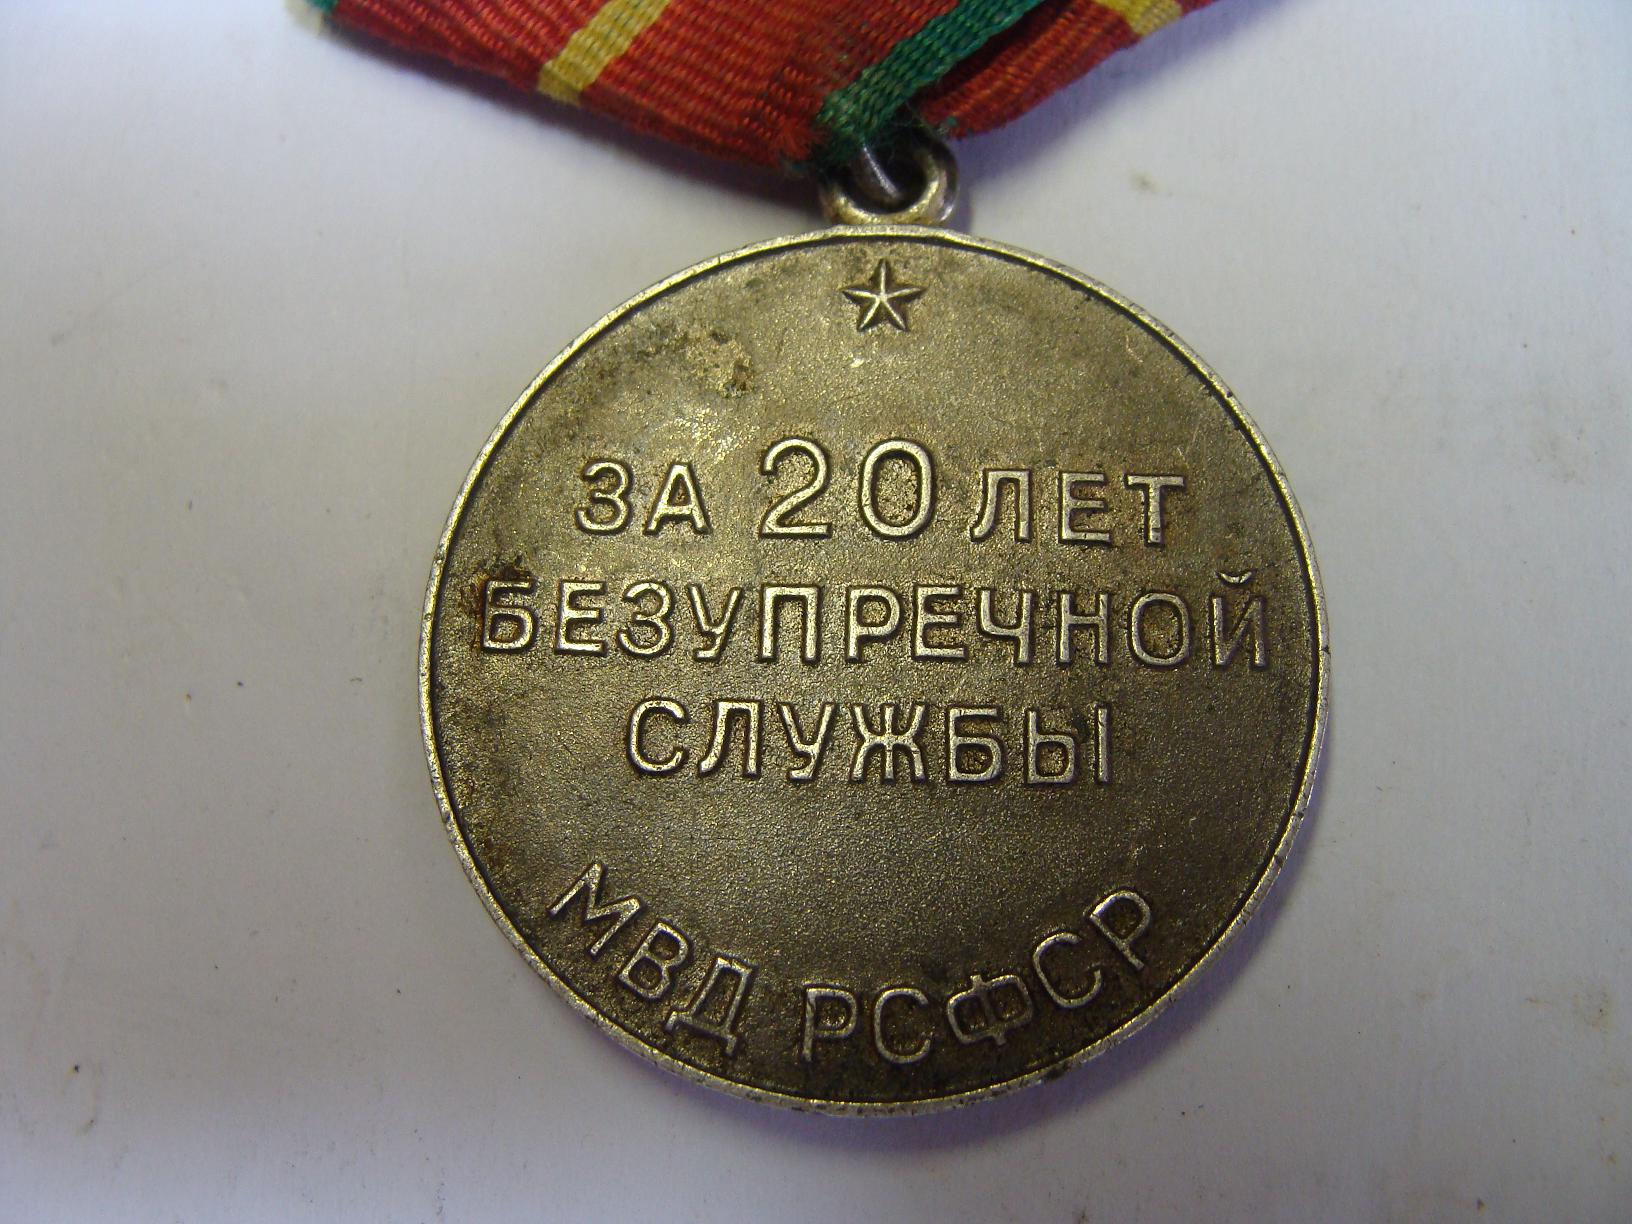 ЗА 20 ЛЕТ
БЕЗУПРЕЧНОЙ
СЛУЖБЫ
МВД РСФСР